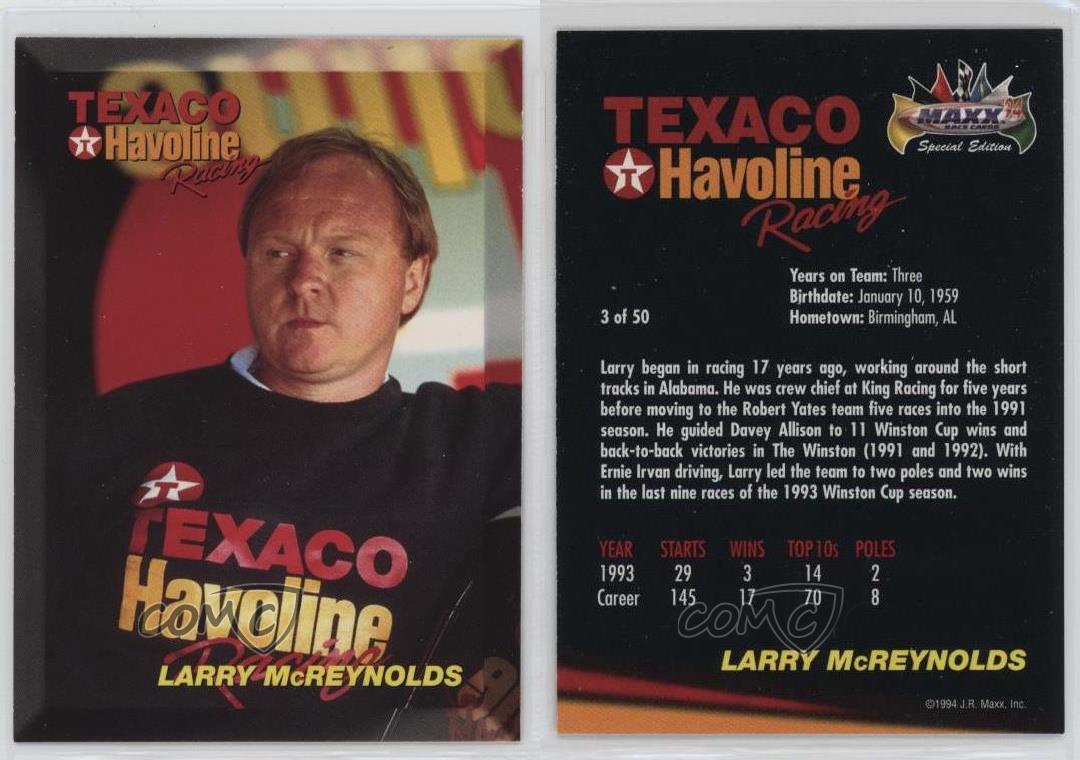 TEXACO
T
Havoline
Racing
T
TEXACO
Havoline
Racing
LARRY McREYNOLDS
COMC
TEXACO
T
Havoline
Racing
MAXX '94
RACE CARDS
Special Edition
Years on Team: Three
Birthdate: January 10, 1959
3 of 50
Hometown: Birmingham, AL
Larry began in racing 17 years ago, working around the short
tracks in Alabama. He was crew chief at King Racing for five years
before moving to the Robert Yates team five races into the 1991
season. He guided Davey Allison to 11 Winston Cup wins and
back-to-back victories in The Winston (1991 and 1992). With
Ernie Irvan driving, Larry led the team to two poles and two wins
in the last nine races of the 1993 Winston Cup season.
YEAR STARTS WINS TOP 10s POLES
1993 29 3 14 2
Career 145 17 70 8
COMC
LARRY McREYNOLDS
©1994 J.R. Maxx, Inc.